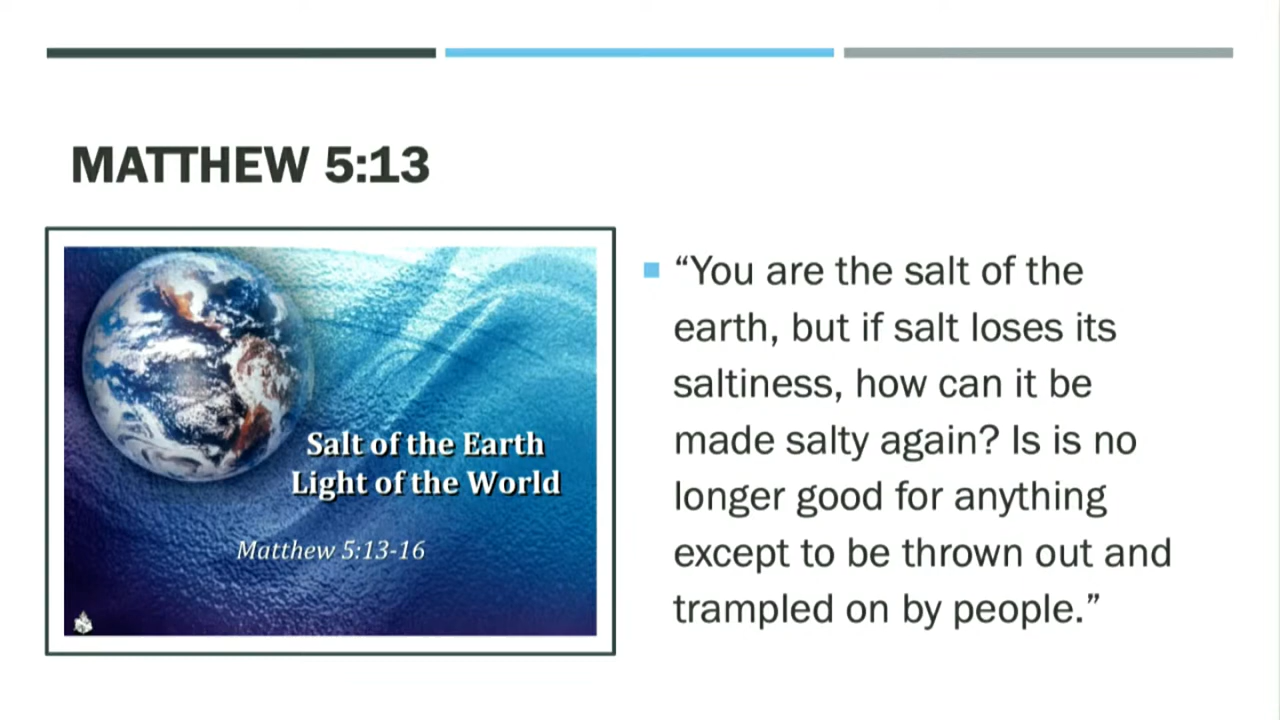 MATTHEW 5:13
Salt of the Earth
Light of the World
Matthew 5:13-16
“You are the salt of the
earth, but if salt loses its
saltiness, how can it be
made salty again? Is is no
longer good for anything
except to be thrown out and
trampled on by people.”